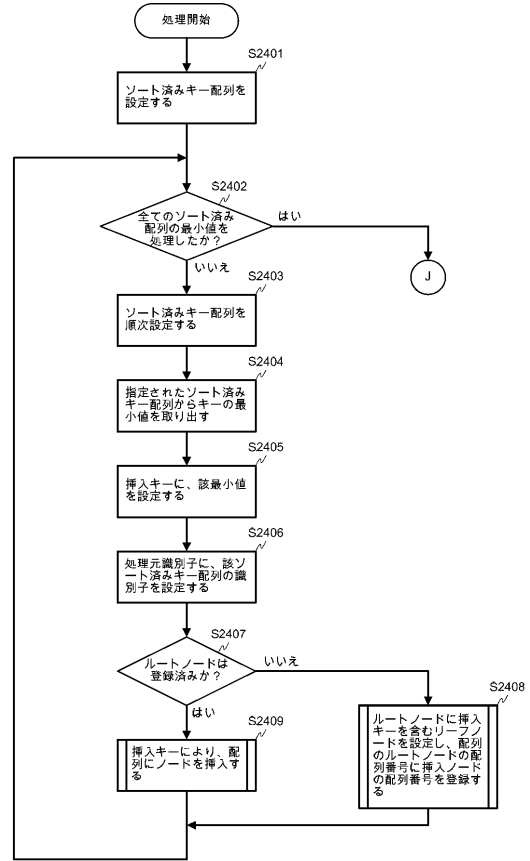 処理開始
S2401
ソート済みキー配列を
設定する
S2402
全てのソート済み
配列の最小値を
処理したか？
はい
J
いいえ
S2403
ソート済みキー配列を
順次設定する
S2404
指定されたソート済み
キー配列からキーの最
小値を取り出す
S2405
挿入キーに、該最小値
を設定する
S2406
処理元識別子に、該ソ
ート済みキー配列の識
別子を設定する
S2407
ルートノードは
登録済みか？
いいえ
はい
S2408
ルートノードに挿入
キーを含むリーフノ
ードを設定し、配列
のルートノードの配
列番号に挿入ノード
の配列番号を登録す
る
S2409
挿入キーにより、配
列にノードを挿入す
る